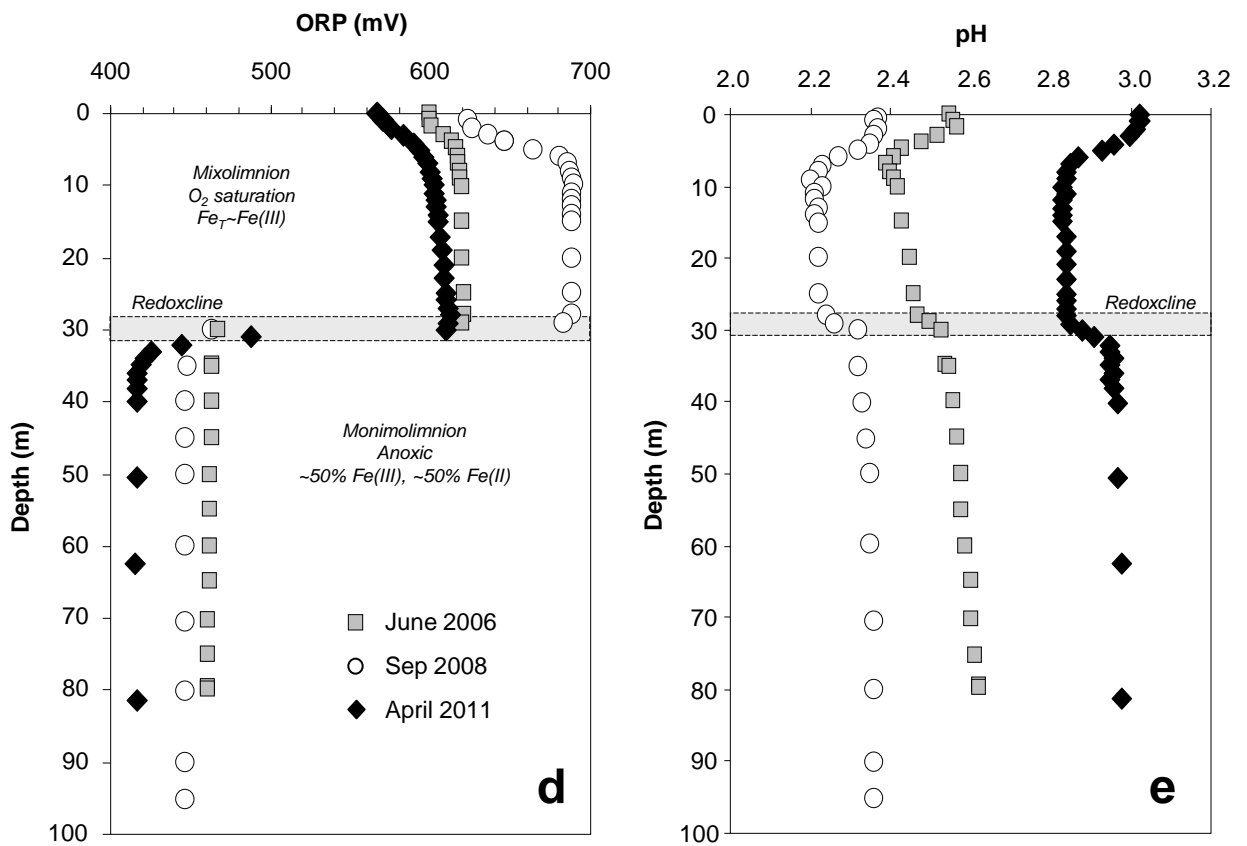 ORP (mV)
400 500 600 700
0
10
20
30
40
50
60
70
80
90
100
Depth (m)
Mixolimnion
O2 saturation
FeT~Fe(III)
Redoxcline
Monimolimnion
Anoxic
~50% Fe(III), ~50% Fe(II)
June 2006
Sep 2008
April 2011
d
pH
2.0 2.2 2.4 2.6 2.8 3.0 3.2
0
10
20
30
40
50
60
70
80
90
100
Depth (m)
Redoxcline
e